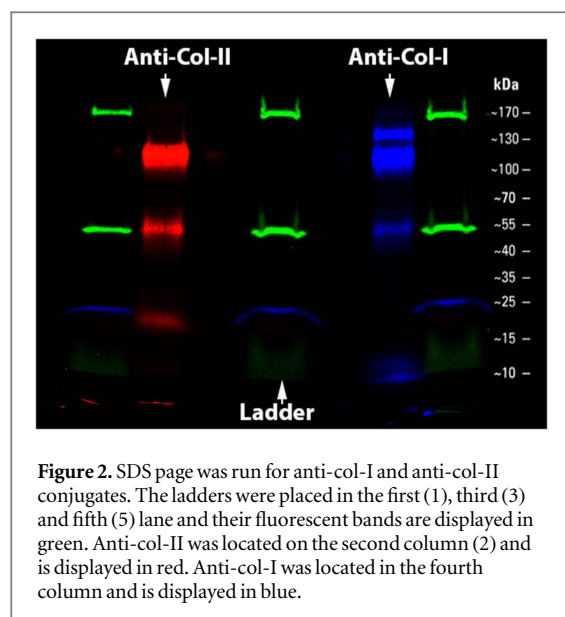 Anti-Col-II Anti-Col-I
kDa
~170 –
~130 –
~100 –
~70 –
~55 –
~40 –
~35 –
~25 –
~15 –
~10 –
Ladder
Figure 2. SDS page was run for anti-col-I and anti-col-II
conjugates. The ladders were placed in the first (1), third (3)
and fifth (5) lane and their fluorescent bands are displayed in
green. Anti-col-II was located on the second column (2) and
is displayed in red. Anti-col-I was located in the fourth
column and is displayed in blue.